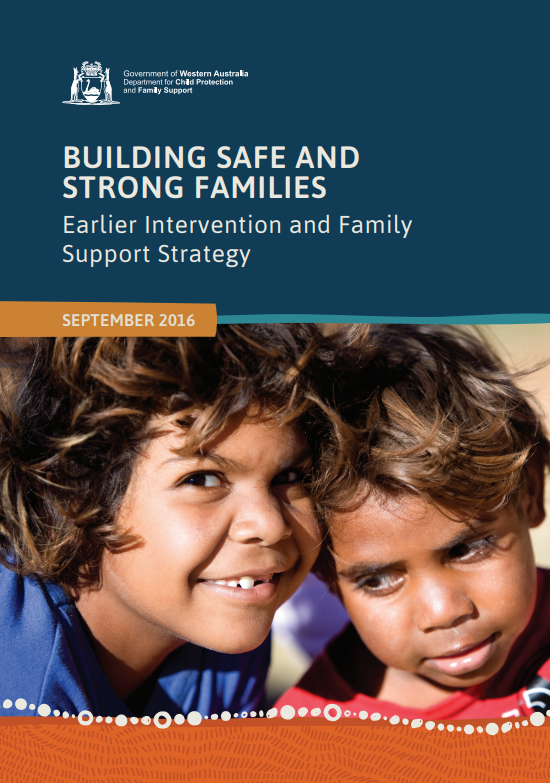 Government of Western Australia
Department for Child Protection
and Family Support
BUILDING SAFE AND
STRONG FAMILIES
Earlier Intervention and Family
Support Strategy
SEPTEMBER 2016